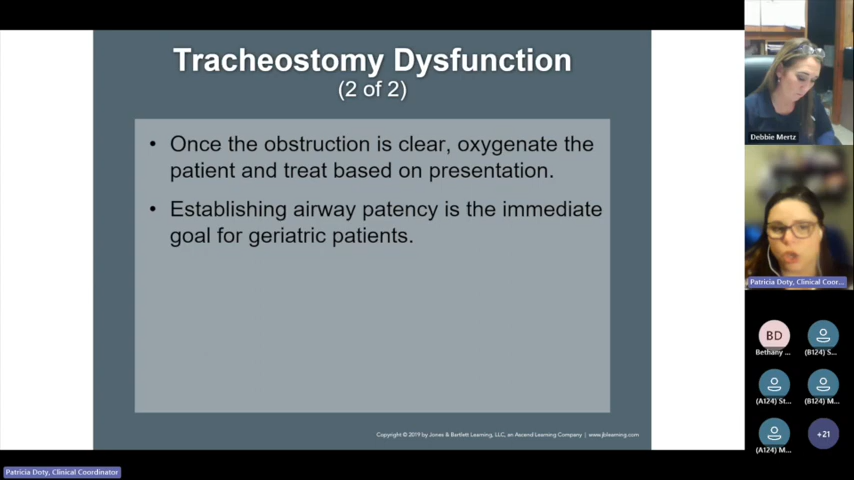 Tracheostomy Dysfunction
(2 of 2)
• Once the obstruction is clear, oxygenate the
patient and treat based on presentation.
• Establishing airway patency is the immediate
goal for geriatric patients.
Copyright © 2019 by Jones & Bartlett Learning, LLC, an Ascend Learning Company | www.jblearning.com
Debbie Mertz
Patricia Doty, Clinical Coor...
BD
Bethany ...
(B124) S...
(A124) St...
(B124) M...
(A124) M...
+21
Patricia Doty, Clinical Coordinator